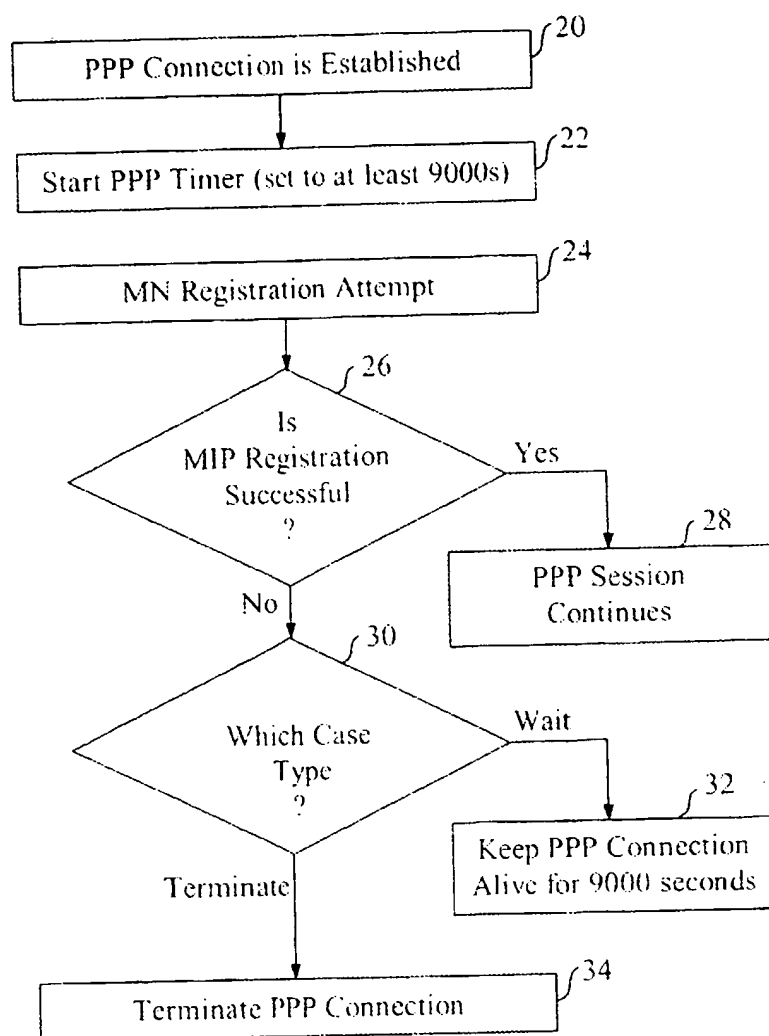 20
PPP Connection is Established
22
Start PPP Timer (set to at least 9000s)
24
MN Registration Attempt
26
Is
MIP Registration
Successful
?
Yes
28
PPP Session
Continues
No
30
Which Case
Type
?
Wait
32
Keep PPP Connection
Alive for 9000 seconds
Terminate
34
Terminate PPP Connection